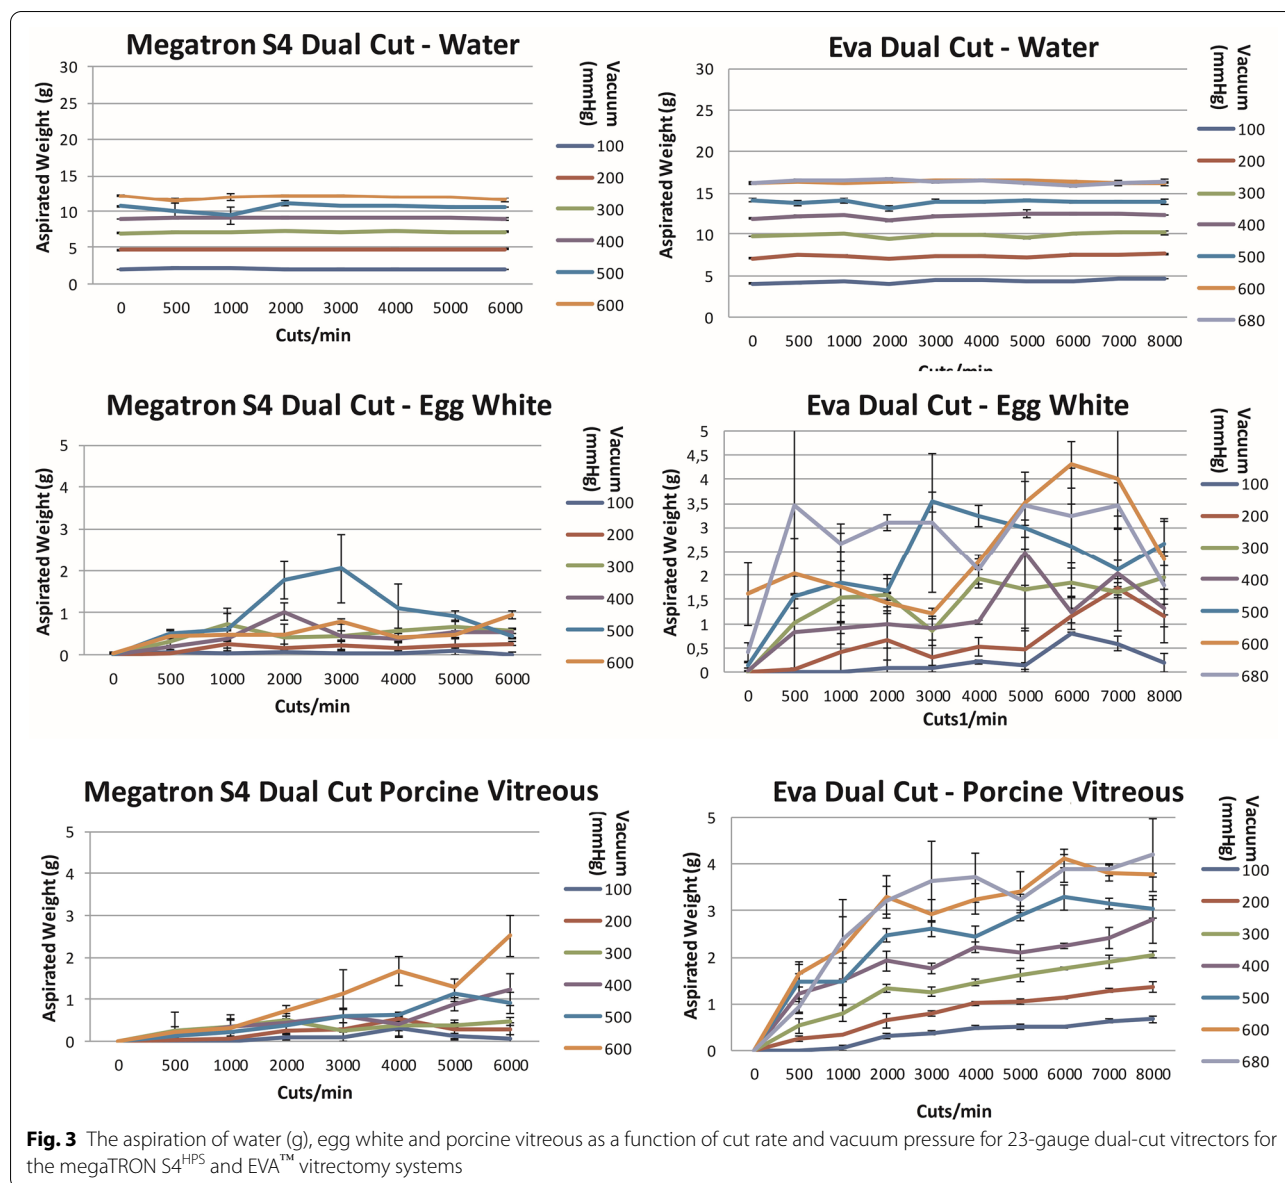 Megatron S4 Dual Cut - Water
Aspirated Weight (g)
30
25
20
15
10
5
0
0 500 1000 2000 3000 4000 5000 6000
Cuts/min
Vacuum
(mmHg)
100
200
300
400
500
600
Eva Dual Cut - Water
Aspirated Weight (g)
30
25
20
15
10
5
0
0 500 1000 2000 3000 4000 5000 6000 7000 8000
Cuts/min
Vacuum
(mmHg)
100
200
300
400
500
600
680
Megatron S4 Dual Cut - Egg White
Aspirated Weight (g)
5
4
3
2
1
0
0 500 1000 2000 3000 4000 5000 6000
Cuts/min
Vacuum
(mmHg)
100
200
300
400
500
600
Eva Dual Cut - Egg White
Aspirated Weight (g)
5
4,5
4
3,5
3
2,5
2
1,5
1
0,5
0
0 500 1000 2000 3000 4000 5000 6000 7000 8000
Cuts1/min
Vacuum
(mmHg)
100
200
300
400
500
600
680
Megatron S4 Dual Cut Porcine Vitreous
Aspirated Weight (g)
5
4
3
2
1
0
0 500 1000 2000 3000 4000 5000 6000
Cuts/min
Vacuum
(mmHg)
100
200
300
400
500
600
Eva Dual Cut - Porcine Vitreous
Aspirated Weight (g)
5
4
3
2
1
0
0 500 1000 2000 3000 4000 5000 6000 7000 8000
Cuts/min
Vacuum
(mmHg)
100
200
300
400
500
600
680
Fig. 3 The aspiration of water (g), egg white and porcine vitreous as a function of cut rate and vacuum pressure for 23-gauge dual-cut vitrectors for
the megaTRON S4HPS and EVA™ vitrectomy systems